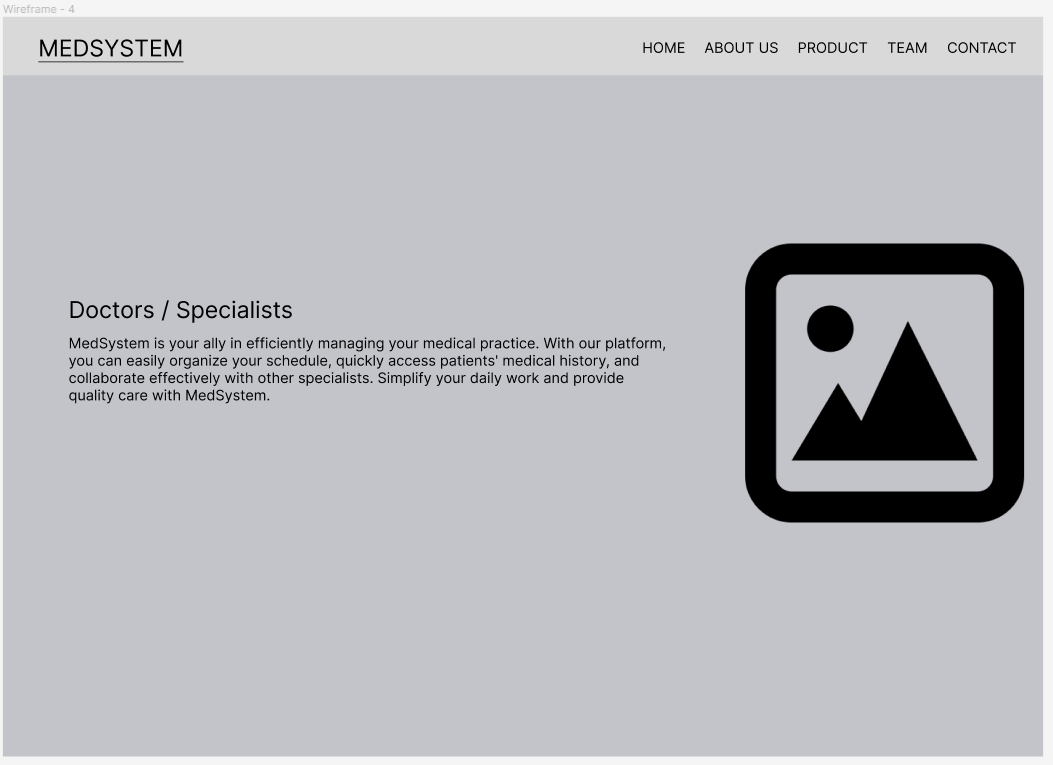 Wireframe - 4
MEDSYSTEM
HOME ABOUT US PRODUCT TEAM CONTACT
Doctors / Specialists
MedSystem is your ally in efficiently managing your medical practice. With our platform,
you can easily organize your schedule, quickly access patients' medical history, and
collaborate effectively with other specialists. Simplify your daily work and provide
quality care with MedSystem.